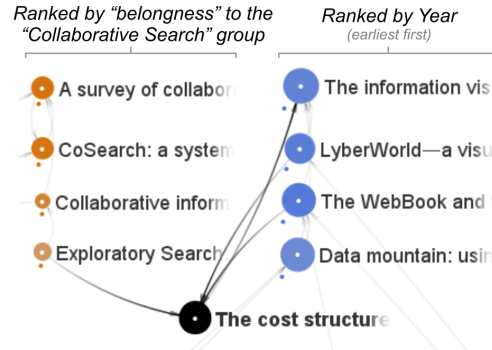 Ranked by “belongness” to the
“Collaborative Search” group
Ranked by Year
(earliest first)
A survey of collabor
CoSearch: a system
Collaborative inform
Exploratory Search
The information vis
LyberWorld—a visu
The WebBook and
Data mountain: usin
The cost structure